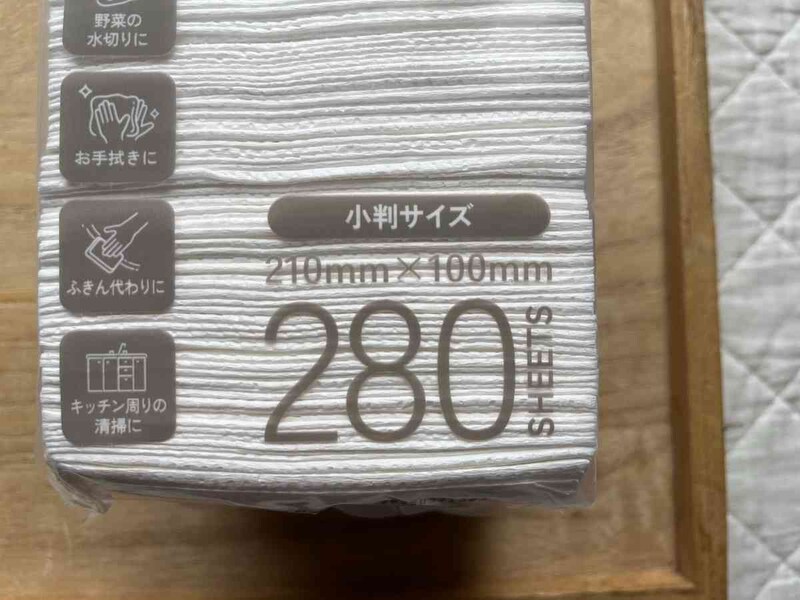 野菜の
水切りに
お手拭きに
ふきん代わりに
キッチン周りの
清掃に
小判サイズ
210mm×100mm
280
SHEETS